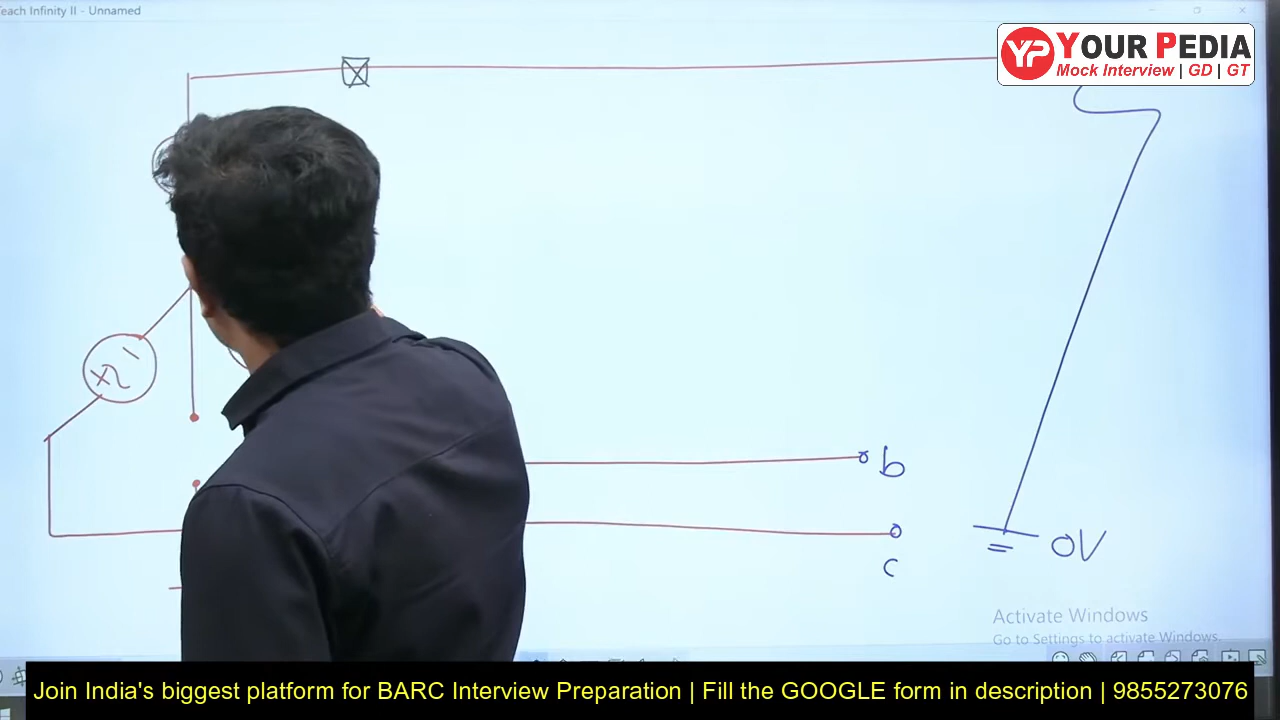 each Infinity II - Unnamed
YP YOUR PEDIA
Mock Interview | GD | GT
b
c
0V
Activate Windows
Go to Settings to activate Windows.
Join India's biggest platform for BARC Interview Preparation | Fill the GOOGLE form in description | 9855273076